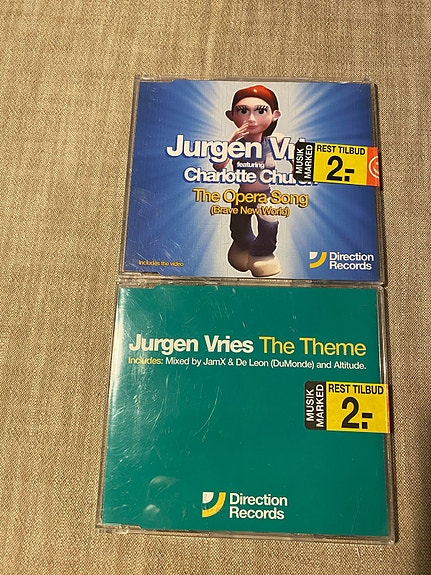 Jurgen Vri
featuring
Charlotte Church
The Opera Song
(Brave New World)
Includes the video
Direction
Records
MUSIK
MARKED
REST TILBUD
2.-
Jurgen Vries The Theme
Includes: Mixed by JamX & De Leon (DuMonde) and Altitude.
MUSIK
MARKED
REST TILBUD
2.-
Direction
Records